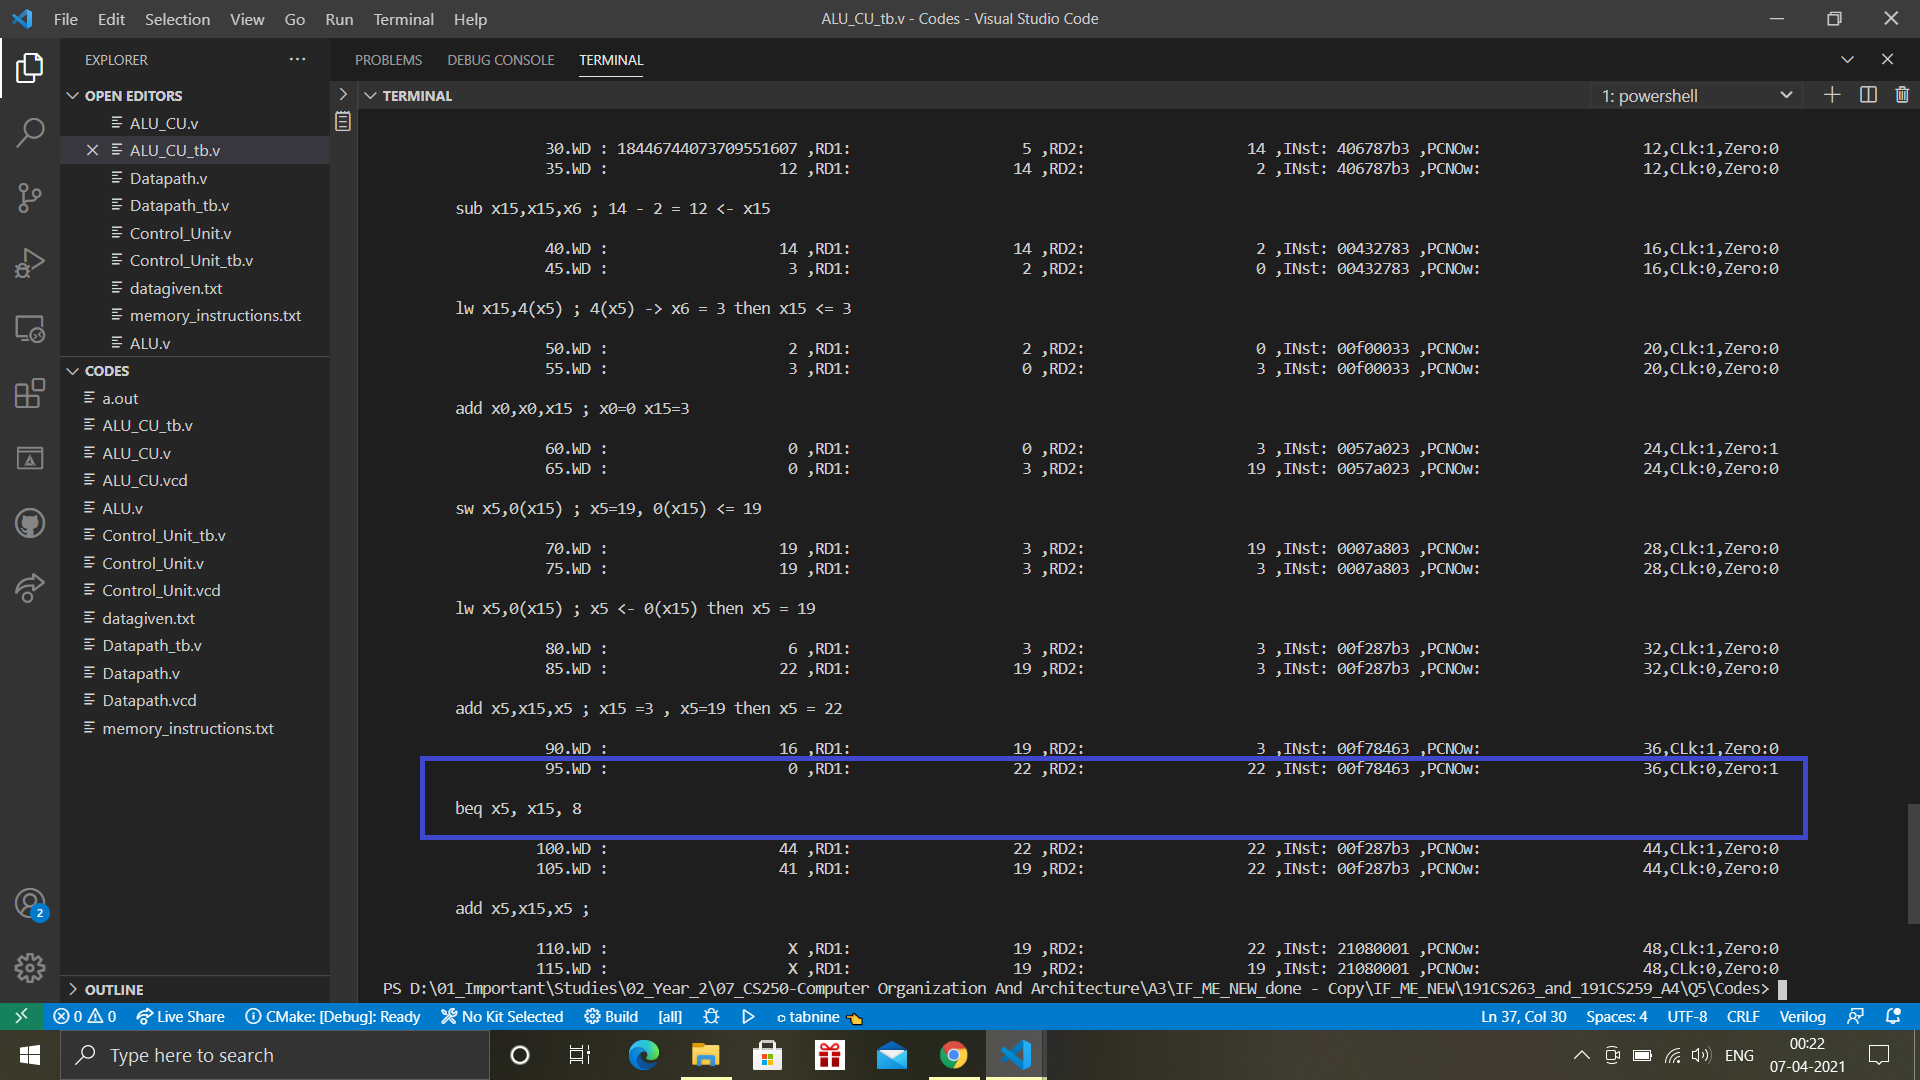 File Edit Selection View Go Run Terminal Help
ALU_CU_tb.v - Codes - Visual Studio Code
EXPLORER
OPEN EDITORS
ALU_CU.v
ALU_CU_tb.v
Datapath.v
Datapath_tb.v
Control_Unit.v
Control_Unit_tb.v
datagiven.txt
memory_instructions.txt
ALU.v
CODES
a.out
ALU_CU_tb.v
ALU_CU.v
ALU_CU.vcd
ALU.v
Control_Unit_tb.v
Control_Unit.v
Control_Unit.vcd
datagiven.txt
Datapath_tb.v
Datapath.v
Datapath.vcd
memory_instructions.txt
OUTLINE
2
PROBLEMS DEBUG CONSOLE TERMINAL
TERMINAL
1: powershell
30.WD : 18446744073709551607 ,RD1: 5 ,RD2: 14 ,INst: 406787b3 ,PCNOw: 12,CLk:1,Zero:0
35.WD : 12 ,RD1: 14 ,RD2: 2 ,INst: 406787b3 ,PCNOw: 12,CLk:0,Zero:0
sub x15,x15,x6 ; 14 - 2 = 12 <- x15
40.WD : 14 ,RD1: 14 ,RD2: 2 ,INst: 00432783 ,PCNOw: 16,CLk:1,Zero:0
45.WD : 3 ,RD1: 2 ,RD2: 0 ,INst: 00432783 ,PCNOw: 16,CLk:0,Zero:0
lw x15,4(x5) ; 4(x5) -> x6 = 3 then x15 <= 3
50.WD : 2 ,RD1: 2 ,RD2: 0 ,INst: 00f00033 ,PCNOw: 20,CLk:1,Zero:0
55.WD : 3 ,RD1: 0 ,RD2: 3 ,INst: 00f00033 ,PCNOw: 20,CLk:0,Zero:0
add x0,x0,x15 ; x0=0 x15=3
60.WD : 0 ,RD1: 0 ,RD2: 3 ,INst: 0057a023 ,PCNOw: 24,CLk:1,Zero:1
65.WD : 0 ,RD1: 3 ,RD2: 19 ,INst: 0057a023 ,PCNOw: 24,CLk:0,Zero:0
sw x5,0(x15) ; x5=19, 0(x15) <= 19
70.WD : 19 ,RD1: 3 ,RD2: 19 ,INst: 0007a803 ,PCNOw: 28,CLk:1,Zero:0
75.WD : 19 ,RD1: 3 ,RD2: 3 ,INst: 0007a803 ,PCNOw: 28,CLk:0,Zero:0
lw x5,0(x15) ; x5 <- 0(x15) then x5 = 19
80.WD : 6 ,RD1: 3 ,RD2: 3 ,INst: 00f287b3 ,PCNOw: 32,CLk:1,Zero:0
85.WD : 22 ,RD1: 19 ,RD2: 3 ,INst: 00f287b3 ,PCNOw: 32,CLk:0,Zero:0
add x5,x15,x5 ; x15 =3 , x5=19 then x5 = 22
90.WD : 16 ,RD1: 19 ,RD2: 3 ,INst: 00f78463 ,PCNOw: 36,CLk:1,Zero:0
95.WD : 0 ,RD1: 22 ,RD2: 22 ,INst: 00f78463 ,PCNOw: 36,CLk:0,Zero:1
beq x5, x15, 8
100.WD : 44 ,RD1: 22 ,RD2: 22 ,INst: 00f287b3 ,PCNOw: 44,CLk:1,Zero:0
105.WD : 41 ,RD1: 19 ,RD2: 22 ,INst: 00f287b3 ,PCNOw: 44,CLk:0,Zero:0
add x5,x15,x5 ;
110.WD : X ,RD1: 19 ,RD2: 22 ,INst: 21080001 ,PCNOw: 48,CLk:1,Zero:0
115.WD : X ,RD1: 19 ,RD2: 19 ,INst: 21080001 ,PCNOw: 48,CLk:0,Zero:0
PS D:\01_Important\Studies\02_Year_2\07_CS250-Computer Organization And Architecture\A3\IF_ME_NEW_done - Copy\IF_ME_NEW\191CS263_and_191CS259_A4\Q5\Codes>
0 0 Live Share CMake: [Debug]: Ready No Kit Selected Build [all] tabnine Ln 37, Col 30 Spaces: 4 UTF-8 CRLF Verilog
Type here to search
ENG
00:22
07-04-2021